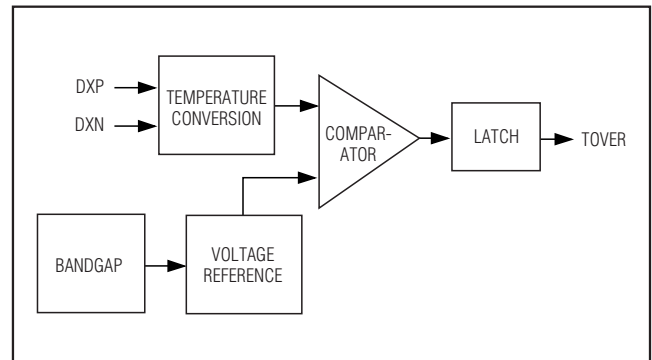 DXP
DXN
TEMPERATURE
CONVERSION
COMPAR-
ATOR
LATCH
TOVER
BANDGAP
VOLTAGE
REFERENCE